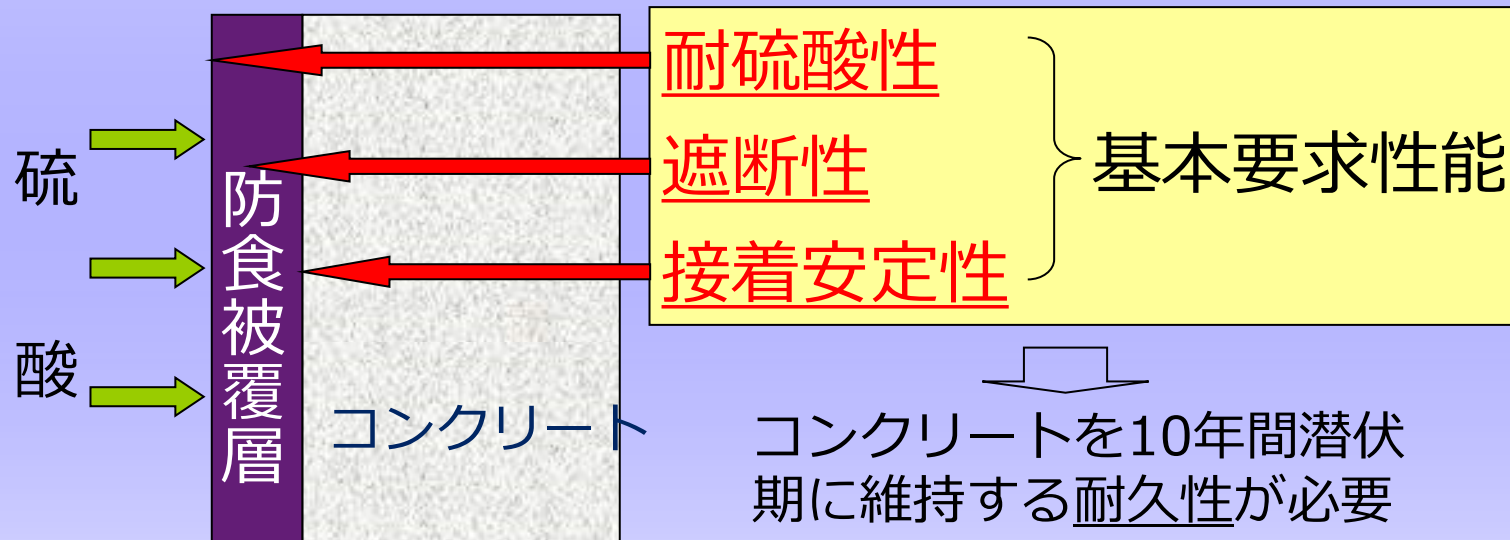 硫
酸
防食被覆層
コンクリート
耐硫酸性
遮断性
接着安定性
基本要求性能
コンクリートを10年間潜伏
期に維持する耐久性が必要